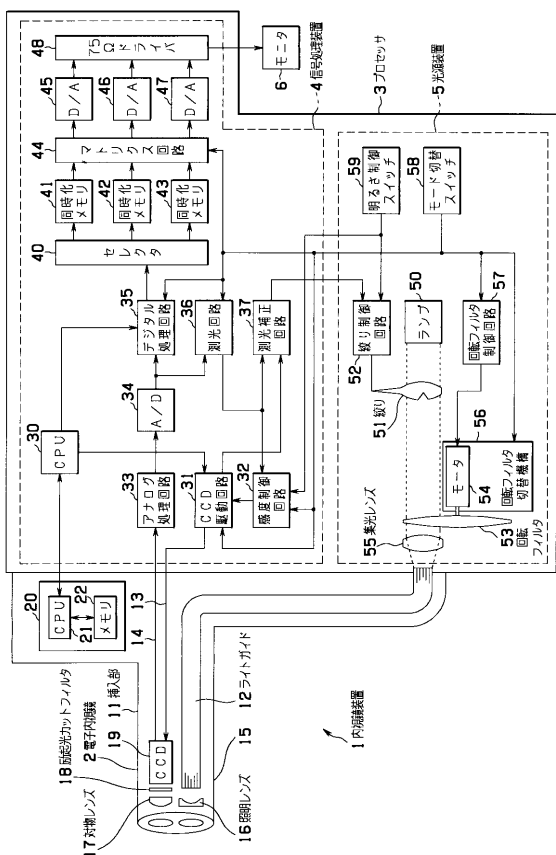 48
75Ωドライバ
45
D/A
46
D/A
47
D/A
6
モニタ
44
マトリクス回路
41
同時化
メモリ
42
同時化
メモリ
43
同時化
メモリ
40
セレクタ
3 プロセッサ
4 信号処理装置
5 光源装置
59
明るさ制御
スイッチ
58
モード切替
スイッチ
35
デジタル
処理回路
36
測光回路
37
測光補正
回路
34
A/D
30
CPU
33
アナログ
処理回路
31
CCD
駆動回路
32
感度制御
回路
52
絞り制御
回路
50
ランプ
57
回転フィルタ
制御回路
51 絞り
56
54
モータ
回転フィルタ
切替機構
53 回転
フィルタ
55 集光レンズ
20
CPU
21
22
メモリ
13
14
12 ライトガイド
11 挿入部
2 電子内視鏡
18 励起光カットフィルタ
19
CCD
17 対物レンズ
16 照明レンズ
15
1 内視鏡装置